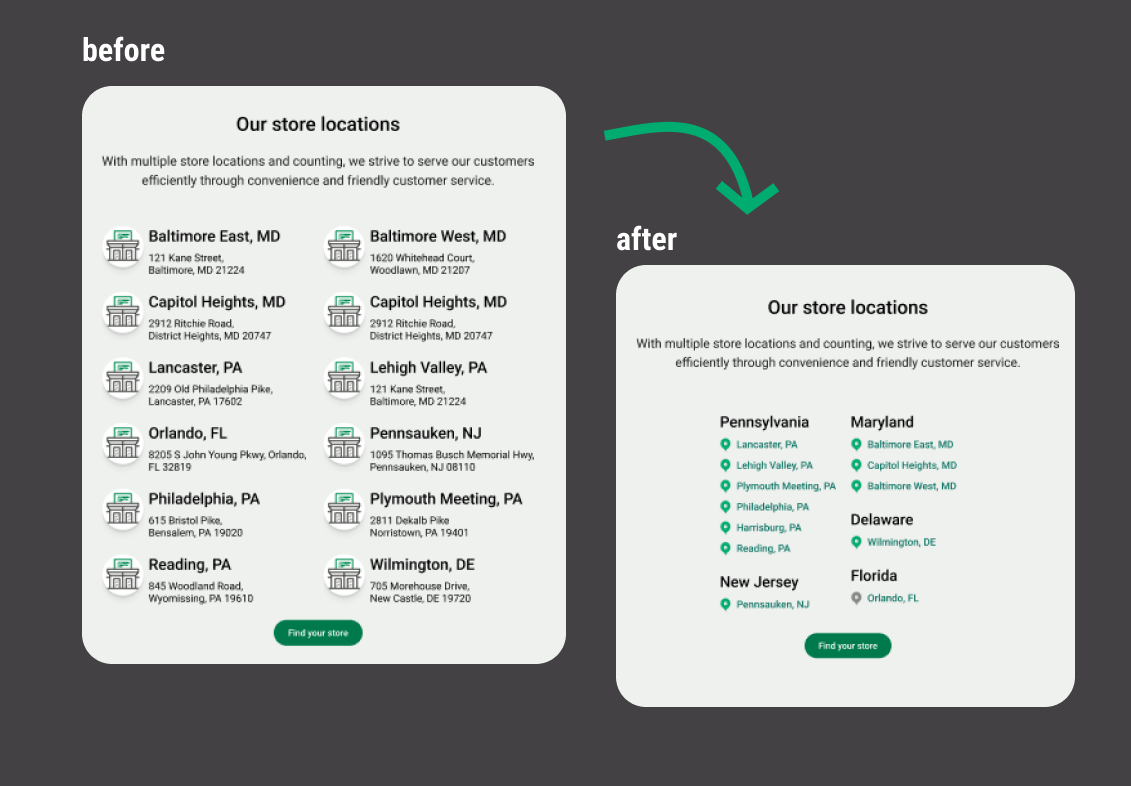 before
Our store locations
With multiple store locations and counting, we strive to serve our customers
efficiently through convenience and friendly customer service.
Baltimore East, MD
121 Kane Street,
Baltimore, MD 21224
Baltimore West, MD
1620 Whitehead Court,
Woodlawn, MD 21207
Capitol Heights, MD
2912 Ritchie Road,
District Heights, MD 20747
Capitol Heights, MD
2912 Ritchie Road,
District Heights, MD 20747
Lancaster, PA
2209 Old Philadelphia Pike,
Lancaster, PA 17602
Lehigh Valley, PA
121 Kane Street,
Baltimore, MD 21224
Orlando, FL
8205 S John Young Pkwy, Orlando,
FL 32819
Pennsauken, NJ
1095 Thomas Busch Memorial Hwy,
Pennsauken, NJ 08110
Philadelphia, PA
615 Bristol Pike,
Bensalem, PA 19020
Plymouth Meeting, PA
2811 Dekalb Pike
Norristown, PA 19401
Reading, PA
845 Woodland Road,
Wyomissing, PA 19610
Wilmington, DE
705 Morehouse Drive,
New Castle, DE 19720
Find your store
after
Our store locations
With multiple store locations and counting, we strive to serve our customers
efficiently through convenience and friendly customer service.
Pennsylvania
Lancaster, PA
Lehigh Valley, PA
Plymouth Meeting, PA
Philadelphia, PA
Harrisburg, PA
Reading, PA
New Jersey
Pennsauken, NJ
Maryland
Baltimore East, MD
Capitol Heights, MD
Baltimore West, MD
Delaware
Wilmington, DE
Florida
Orlando, FL
Find your store